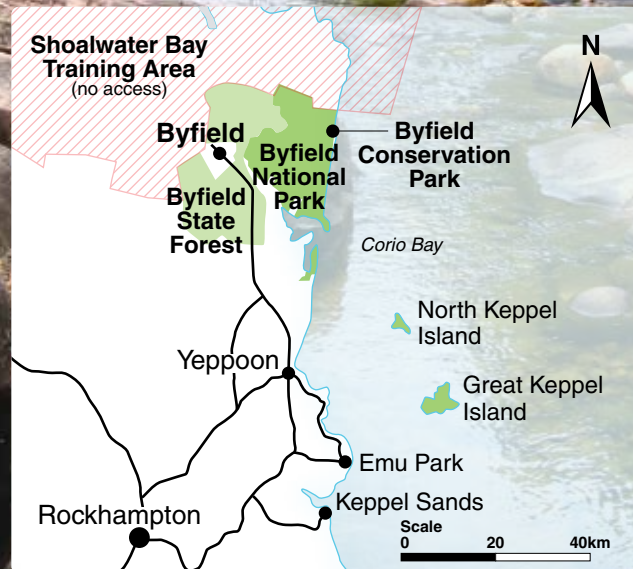 Shoalwater Bay
Training Area
(no access)
N
Byfield
Byfield
Conservation
Park
Byfield
National
Park
Byfield
State
Forest
Corio Bay
North Keppel
Island
Yeppoon
Great Keppel
Island
Emu Park
Keppel Sands
Rockhampton
Scale
0 20 40km